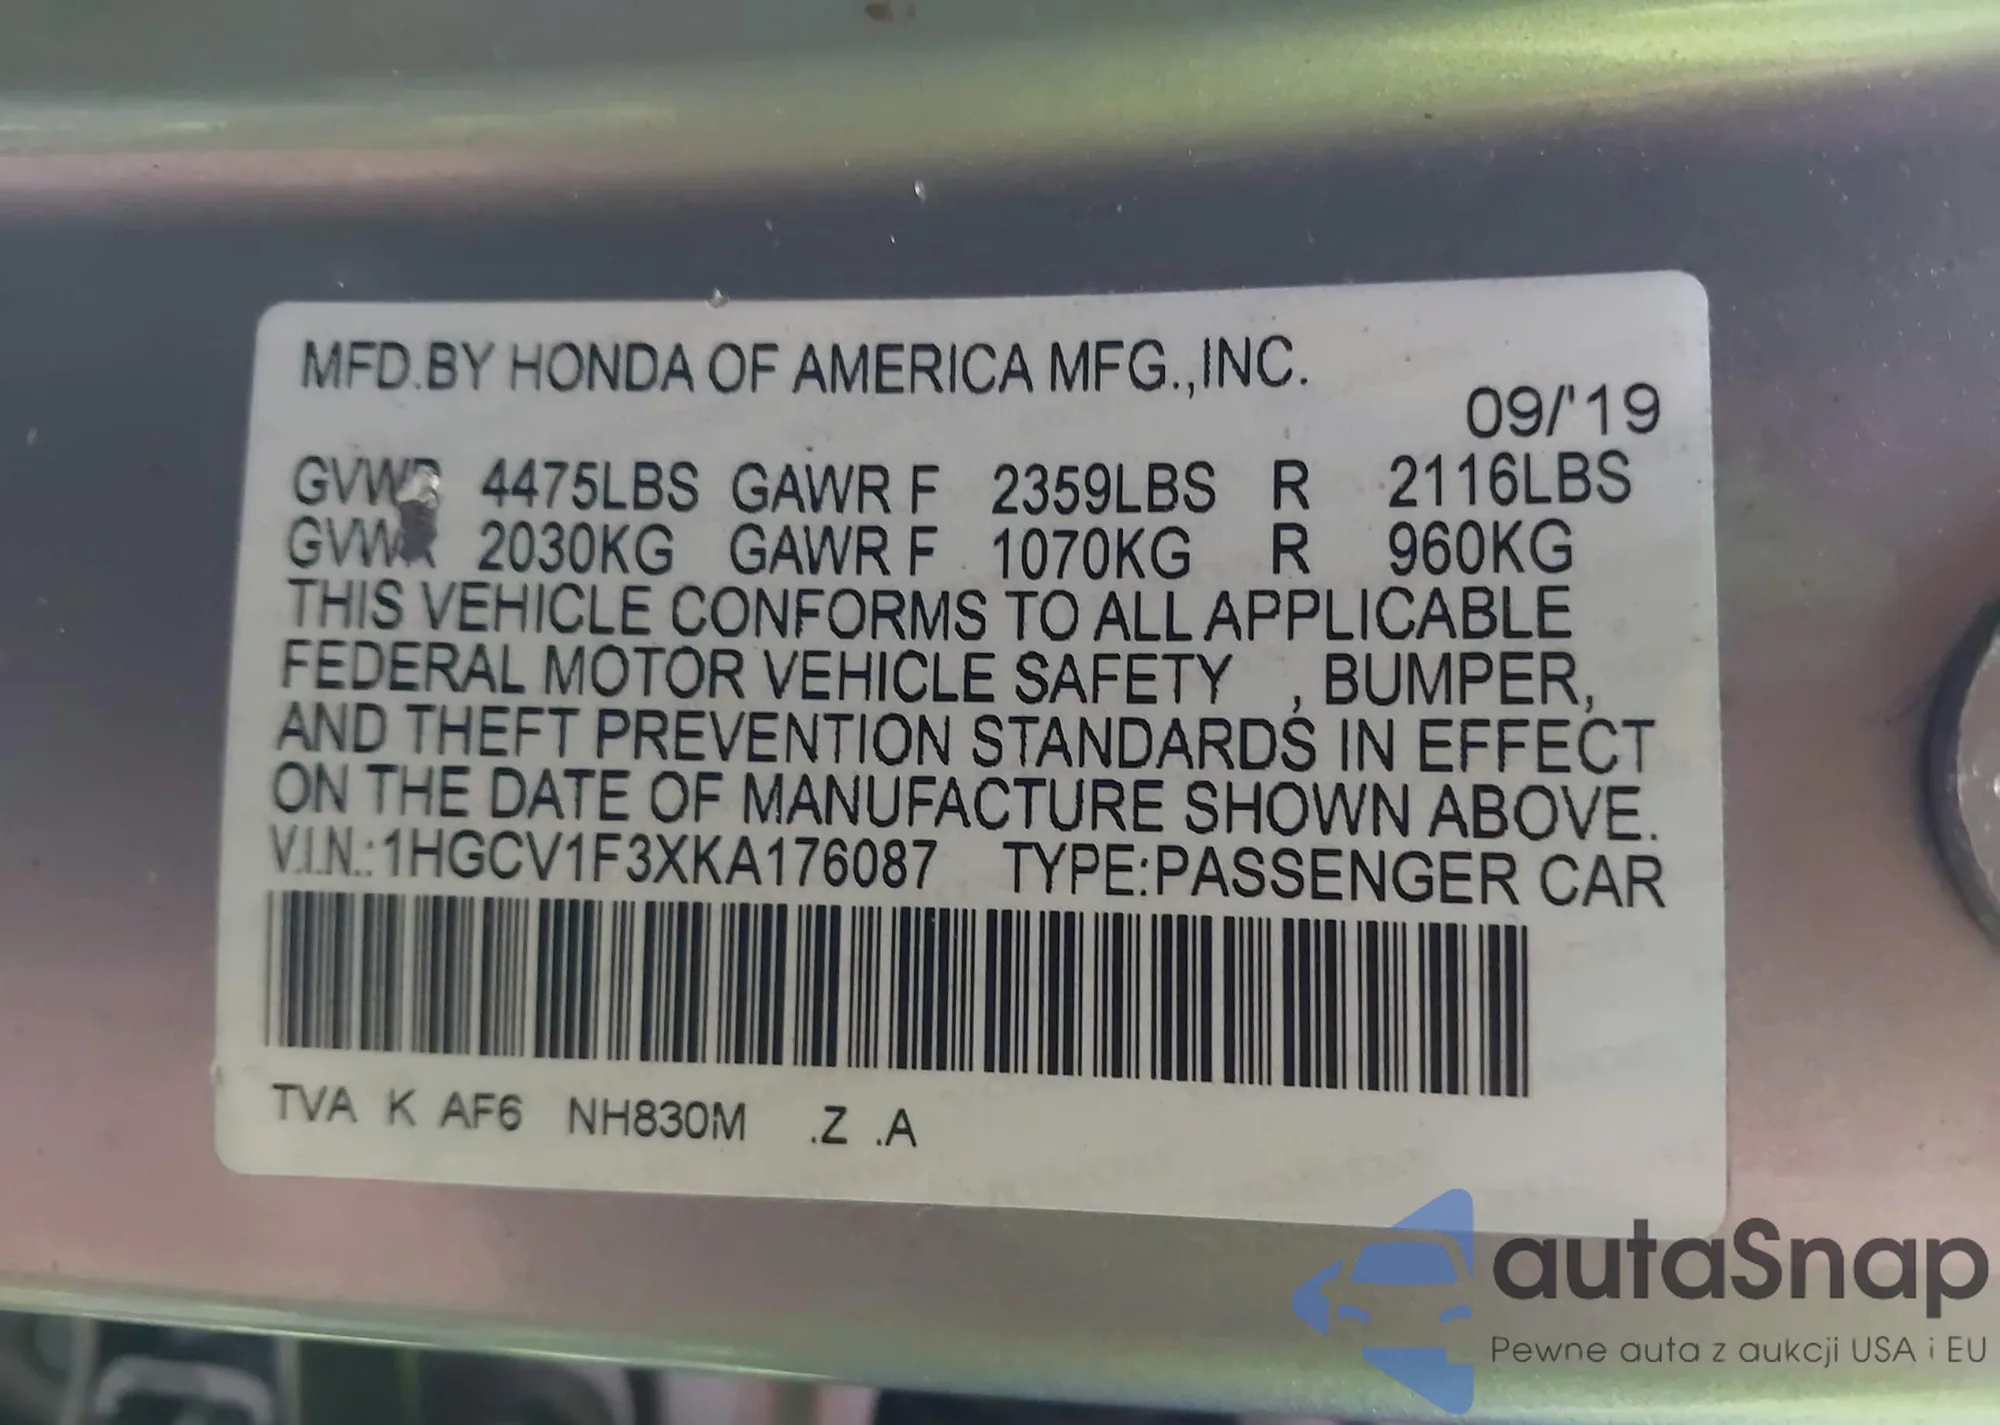 MFD.BY HONDA OF AMERICA MFG.,INC.
09/'19
GVWR 4475LBS GAWR F 2359LBS R 2116LBS
GVWR 2030KG GAWR F 1070KG R 960KG
THIS VEHICLE CONFORMS TO ALL APPLICABLE
FEDERAL MOTOR VEHICLE SAFETY , BUMPER,
AND THEFT PREVENTION STANDARDS IN EFFECT
ON THE DATE OF MANUFACTURE SHOWN ABOVE.
V.I.N.:1HGCV1F3XKA176087 TYPE:PASSENGER CAR
TVA K AF6 NH830M .Z .A
autaSnap
Pewne auta z aukcji USA i EU